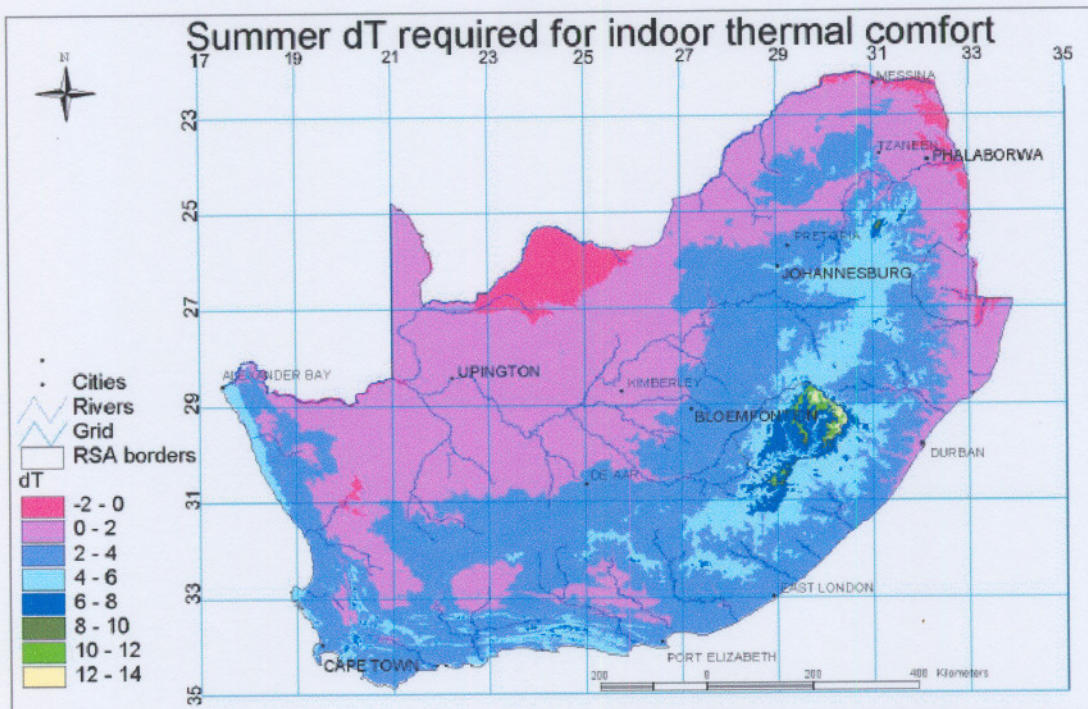 Summer dT required for indoor thermal comfort
17 19 21 23 25 27 29 31 33 35
N
23
25
27
29
31
33
35
MESSINA
TZANEEN
PHALABORWA
PRETORIA
JOHANNESBURG
ALEXANDER BAY
UPINGTON
KIMBERLEY
BLOEMFONTEIN
DURBAN
DE AAR
EAST LONDON
CAPE TOWN
PORT ELIZABETH
Cities
Rivers
Grid
RSA borders
dT
-2 - 0
0 - 2
2 - 4
4 - 6
6 - 8
8 - 10
10 - 12
12 - 14
200 0 200 400 Kilometers